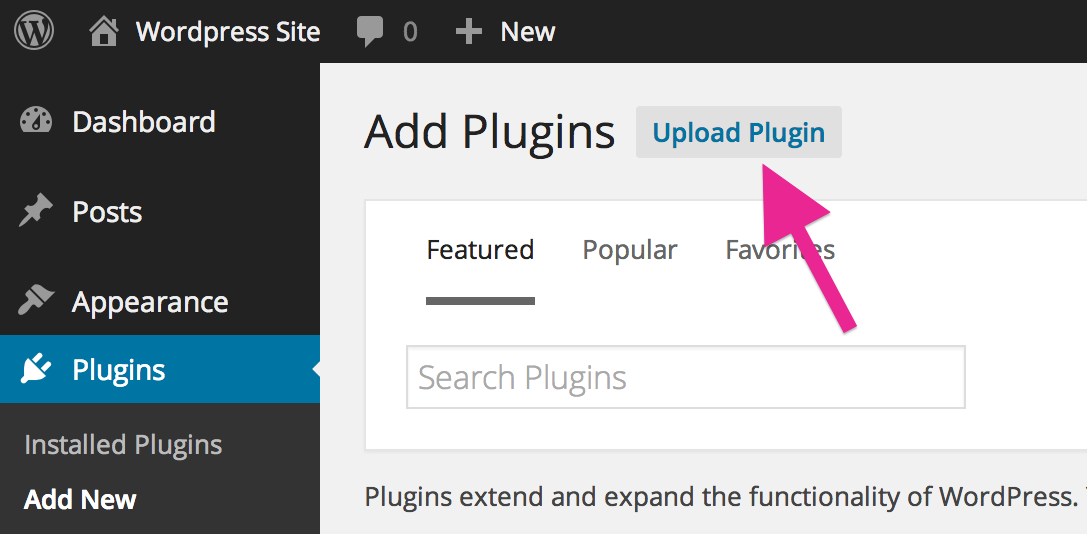 Wordpress Site 0 New
Dashboard
Posts
Appearance
Plugins
Installed Plugins
Add New
Add Plugins Upload Plugin
Featured Popular Favorites
Search Plugins
Plugins extend and expand the functionality of WordPress.